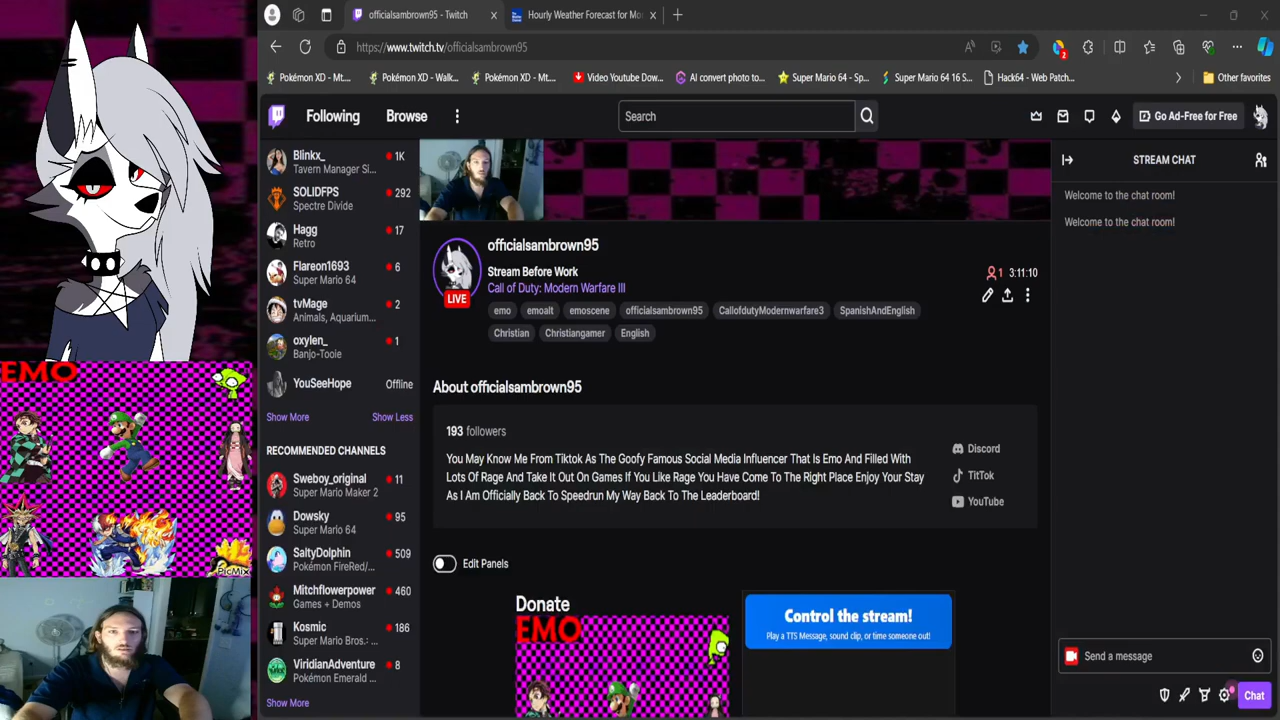 officialsambrown95 - Twitch
Hourly Weather Forecast for Mo
https://www.twitch.tv/officialsambrown95
2
Pokémon XD - Mt...
Pokémon XD - Walk...
Pokémon XD - Mt....
Video Youtube Dow...
AI convert photo to...
Super Mario 64 - Sp...
Super Mario 64 16 S...
Hack64 - Web Patch...
Other favorites
Following
Browse
Search
Go Ad-Free for Free
Blinkx_
1K
Tavern Manager Si...
SOLIDFPS
292
Spectre Divide
Hagg
17
Retro
Flareon1693
6
Super Mario 64
tvMage
2
Animals, Aquarium...
oxylen_
1
Banjo-Tooie
YouSeeHope
Offline
Show More
Show Less
RECOMMENDED CHANNELS
Sweboy_original
11
Super Mario Maker 2
Dowsky
95
Super Mario 64
SaltyDolphin
509
Pokémon FireRed/...
Mitchflowerpower
460
Games + Demos
Kosmic
186
Super Mario Bros.: ...
ViridianAdventure
8
Pokémon Emerald ...
Show More
officialsambrown95
Stream Before Work
Call of Duty: Modern Warfare III
LIVE
1
3:11:10
emo
emoalt
emoscene
officialsambrown95
CallofdutyModernwarfare3
SpanishAndEnglish
Christian
Christiangamer
English
About officialsambrown95
193 followers
You May Know Me From Tiktok As The Goofy Famous Social Media Influencer That Is Emo And Filled With
Lots Of Rage And Take It Out On Games If You Like Rage You Have Come To The Right Place Enjoy Your Stay
As I Am Officially Back To Speedrun My Way Back To The Leaderboard!
Discord
TitTok
YouTube
Edit Panels
Donate
EMO
Control the stream!
Play a TTS Message, sound clip, or time someone out!
STREAM CHAT
Welcome to the chat room!
Welcome to the chat room!
Send a message
Chat
EMO
PicMix